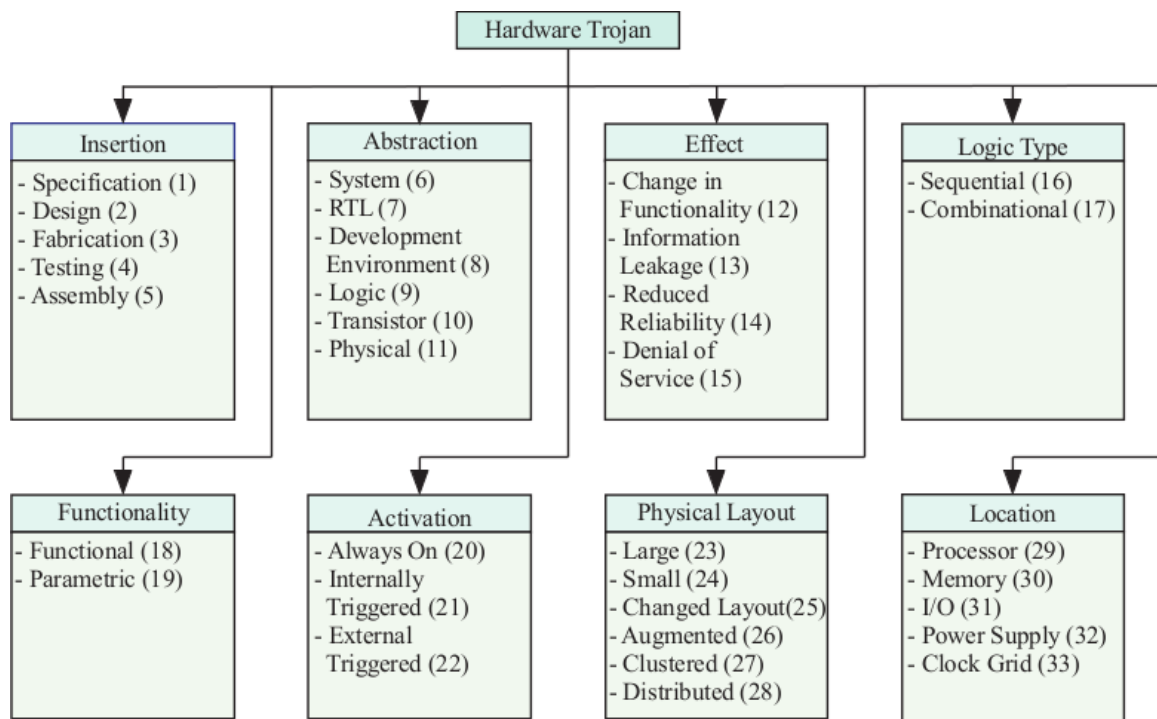 Hardware Trojan
Insertion
- Specification (1)
- Design (2)
- Fabrication (3)
- Testing (4)
- Assembly (5)
Abstraction
- System (6)
- RTL (7)
- Development
Environment (8)
- Logic (9)
- Transistor (10)
- Physical (11)
Effect
- Change in
Functionality (12)
- Information
Leakage (13)
- Reduced
Reliability (14)
- Denial of
Service (15)
Logic Type
- Sequential (16)
- Combinational (17)
Functionality
- Functional (18)
- Parametric (19)
Activation
- Always On (20)
- Internally
Triggered (21)
- External
Triggered (22)
Physical Layout
- Large (23)
- Small (24)
- Changed Layout(25)
- Augmented (26)
- Clustered (27)
- Distributed (28)
Location
- Processor (29)
- Memory (30)
- I/O (31)
- Power Supply (32)
- Clock Grid (33)